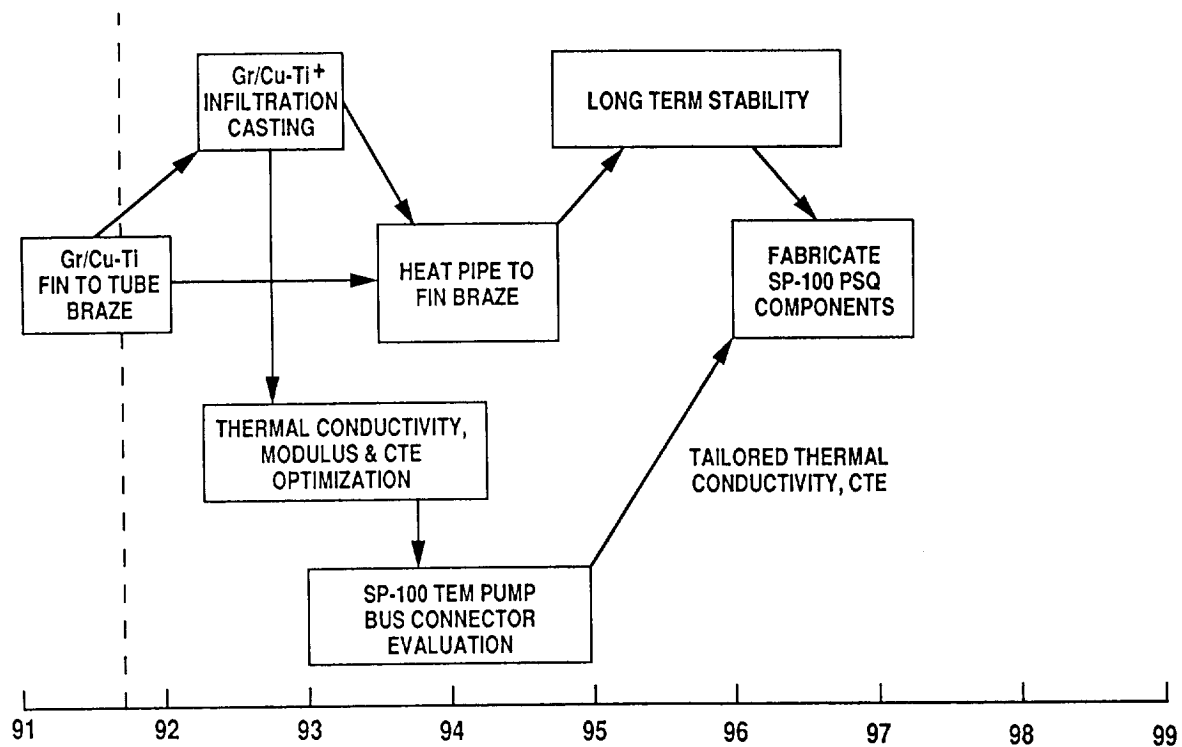 Gr/Cu-Ti+
INFILTRATION
CASTING
LONG TERM STABILITY
Gr/Cu-Ti
FIN TO TUBE
BRAZE
HEAT PIPE TO
FIN BRAZE
FABRICATE
SP-100 PSQ
COMPONENTS
THERMAL CONDUCTIVITY,
MODULUS & CTE
OPTIMIZATION
TAILORED THERMAL
CONDUCTIVITY, CTE
SP-100 TEM PUMP
BUS CONNECTOR
EVALUATION
91 92 93 94 95 96 97 98 99